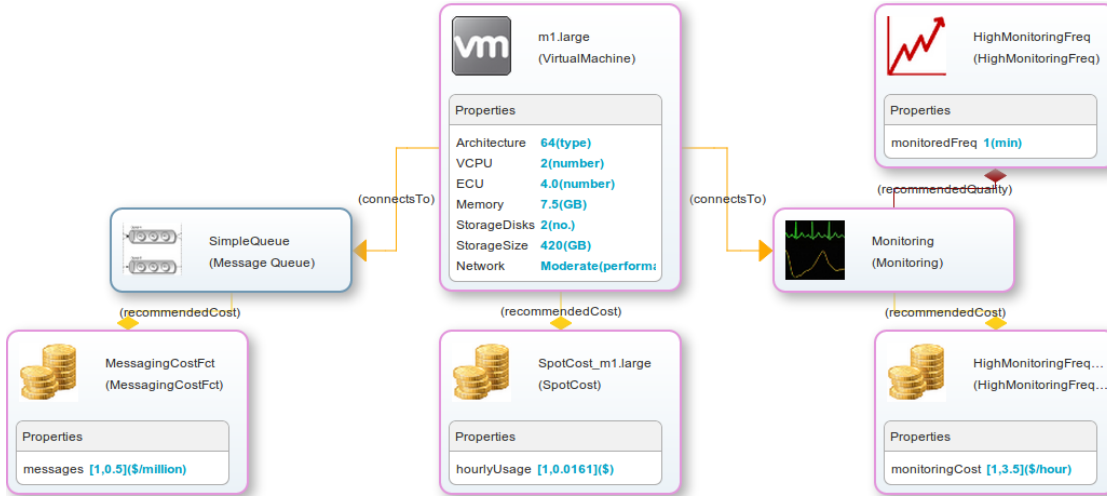 vm
m1.large
(VirtualMachine)
Properties
Architecture 64(type)
VCPU 2(number)
ECU 4.0(number)
Memory 7.5(GB)
StorageDisks 2(no.)
StorageSize 420(GB)
Network Moderate(performa
HighMonitoringFreq
(HighMonitoringFreq)
Properties
monitoredFreq 1(min)
(connectsTo)
(connectsTo)
(recommendedQuality)
SimpleQueue
(Message Queue)
Monitoring
(Monitoring)
(recommendedCost)
(recommendedCost)
(recommendedCost)
MessagingCostFct
(MessagingCostFct)
Properties
messages [1,0.5]($/million)
SpotCost_m1.large
(SpotCost)
Properties
hourlyUsage [1,0.0161]($)
HighMonitoringFreq...
(HighMonitoringFreq...
Properties
monitoringCost [1,3.5]($/hour)